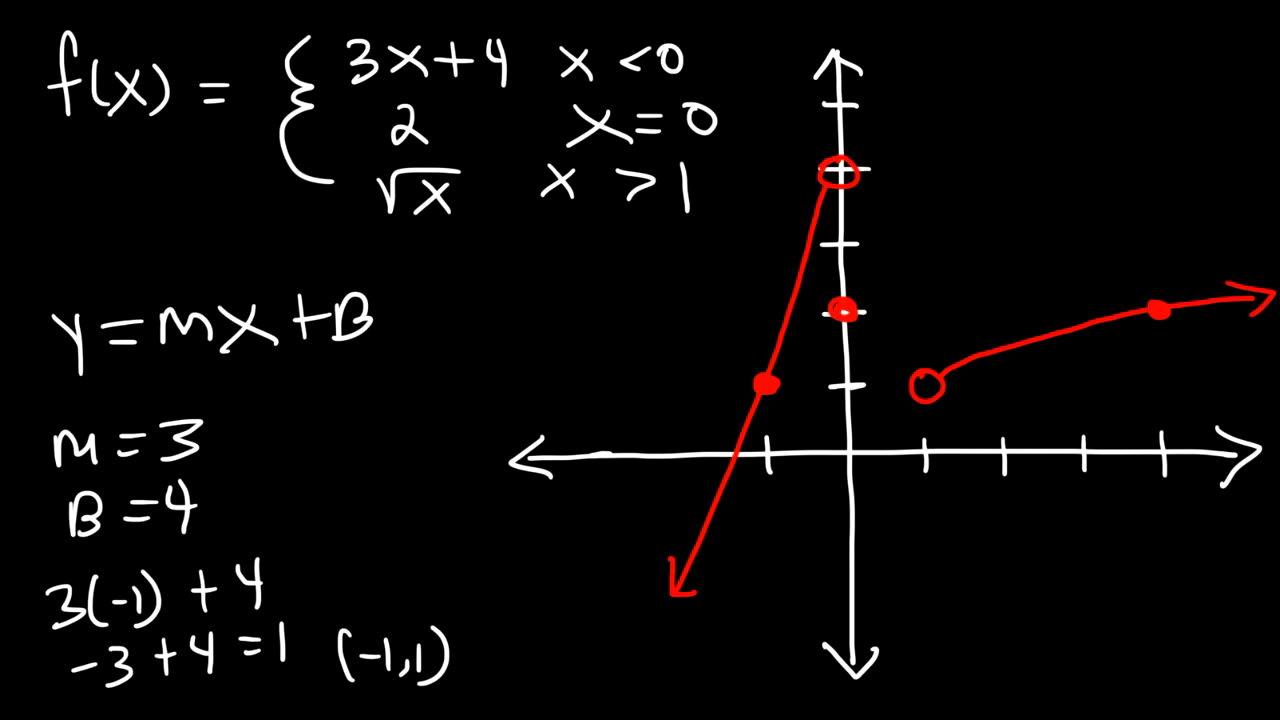 f(x) = { 3x+4 x <0
2 x=0
√x x >1
y=mx+B
m=3
B=4
3(-1) + 4
-3+4=1 (-1,1)